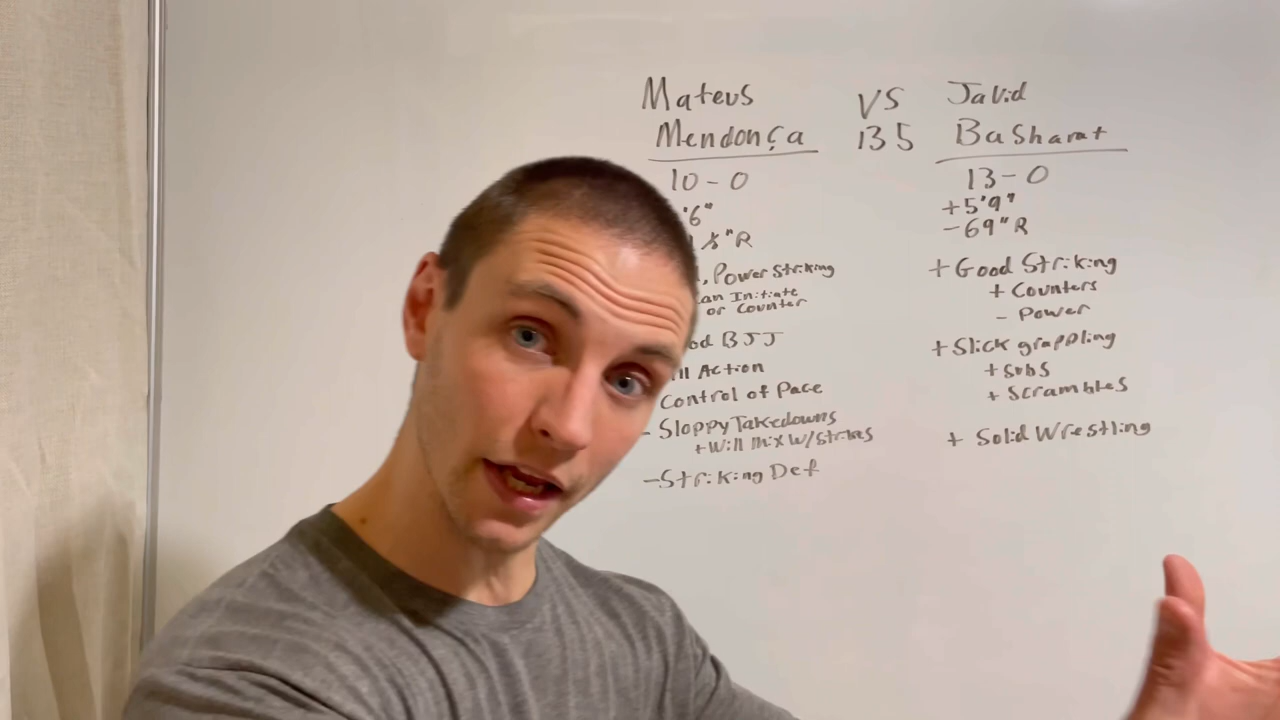 Mateus
Mendonça
10-0
'6"
"R
Power Striking
Can Initiate
or Counter
BJJ
Action
Control of Pace
- Sloppy Takedowns
+ Will Mix w/strikes
- Striking Def
VS
135
Javid
Basharat
13-0
+5'9"
-69"R
+ Good Striking
+ Counters
- Power
+ Slick grappling
+ Subs
+ Scrambles
+ Solid Wrestling